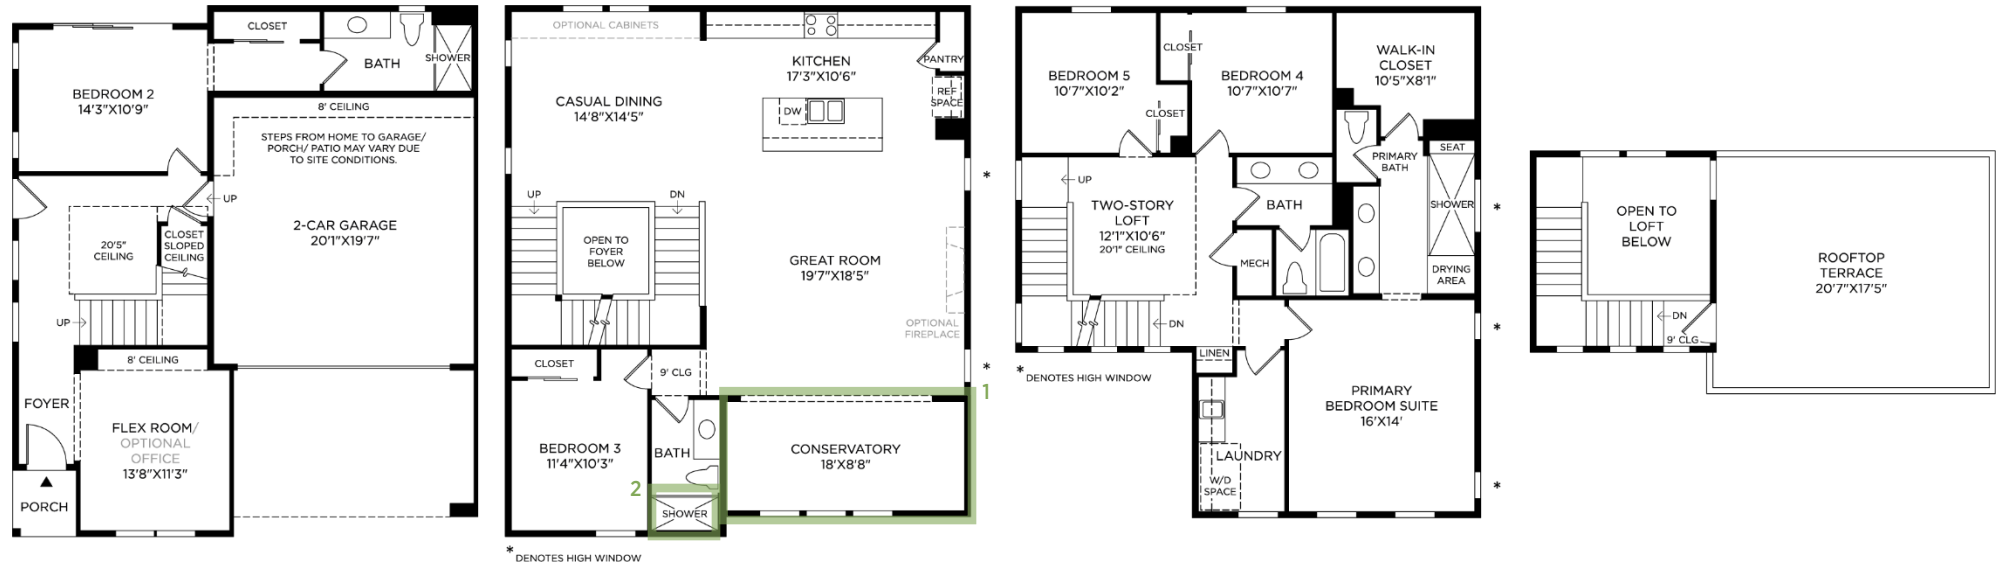 CLOSET
BATH
SHOWER
BEDROOM 2
14'3"X10'9"
8' CEILING
STEPS FROM HOME TO GARAGE/
PORCH/ PATIO MAY VARY DUE
TO SITE CONDITIONS.
UP
2-CAR GARAGE
20'1"X19'7"
20'5"
CEILING
CLOSET
SLOPED
CEILING
UP
8' CEILING
FOYER
FLEX ROOM/
OPTIONAL
OFFICE
13'8"X11'3"
PORCH
OPTIONAL CABINETS
KITCHEN
17'3"X10'6"
PANTRY
REF
SPACE
DW
CASUAL DINING
14'8"X14'5"
*
UP
DN
OPEN TO
FOYER
BELOW
GREAT ROOM
19'7"X18'5"
OPTIONAL
FIREPLACE
*
CLOSET
9' CLG
1
BEDROOM 3
11'4"X10'3"
BATH
CONSERVATORY
18'X8'8"
2
SHOWER
* DENOTES HIGH WINDOW
BEDROOM 5
10'7"X10'2"
CLOSET
CLOSET
BEDROOM 4
10'7"X10'7"
WALK-IN
CLOSET
10'5"X8'1"
PRIMARY
BATH
SEAT
SHOWER
*
DRYING
AREA
UP
TWO-STORY
LOFT
12'1"X10'6"
20'1" CEILING
BATH
MECH
DN
*
LINEN
* DENOTES HIGH WINDOW
PRIMARY
BEDROOM SUITE
16'X14'
LAUNDRY
W/D
SPACE
*
OPEN TO
LOFT
BELOW
DN
9' CLG
ROOFTOP
TERRACE
20'7"X17'5"